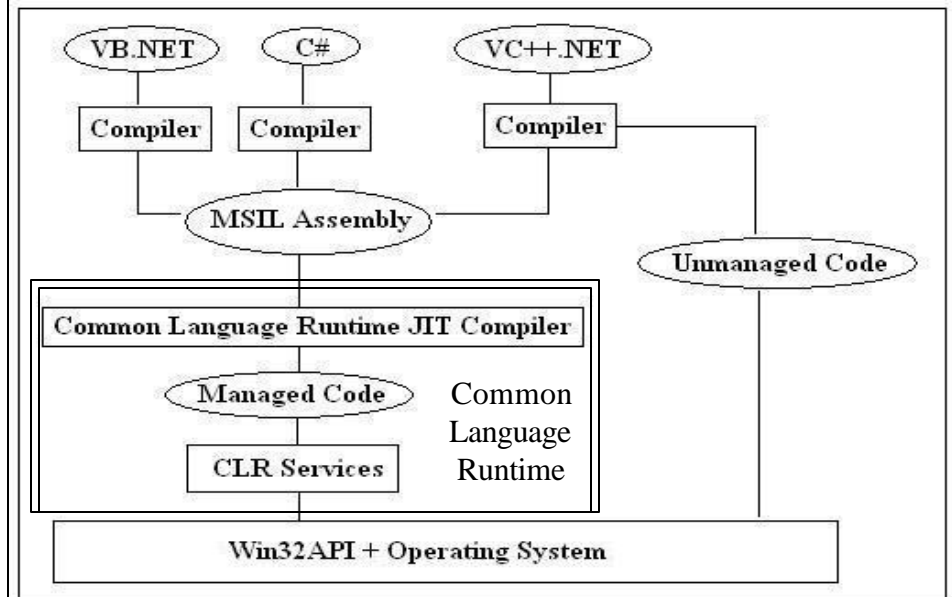 VB.NET
C#
VC++.NET
Compiler
Compiler
Compiler
MSIL Assembly
Unmanaged Code
Common Language Runtime JIT Compiler
Managed Code
Common
Language
Runtime
CLR Services
Win32API + Operating System